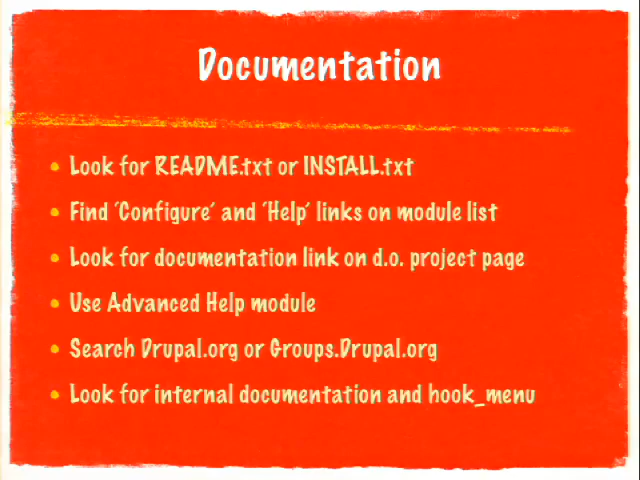 Documentation
• Look for README.txt or INSTALL.txt
• Find ‘Configure’ and ‘Help’ links on module list
• Look for documentation link on d.o. project page
• Use Advanced Help module
• Search Drupal.org or Groups.Drupal.org
• Look for internal documentation and hook_menu